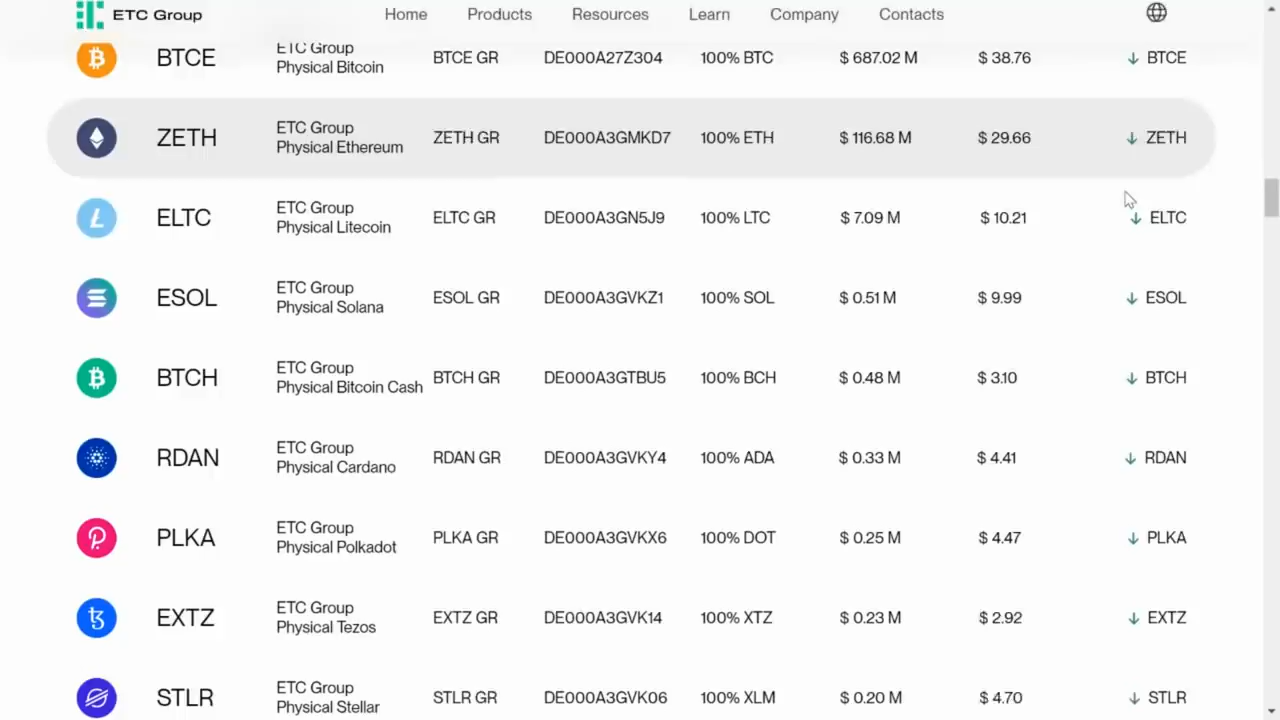 ETC Group
Home Products Resources Learn Company Contacts
BTCE ETC Group Physical Bitcoin BTCE GR DE000A27Z304 100% BTC $ 687.02 M $ 38.76 ↓ BTCE
ZETH ETC Group Physical Ethereum ZETH GR DE000A3GMKD7 100% ETH $ 116.68 M $ 29.66 ↓ ZETH
ELTC ETC Group Physical Litecoin ELTC GR DE000A3GN5J9 100% LTC $ 7.09 M $ 10.21 ↓ ELTC
ESOL ETC Group Physical Solana ESOL GR DE000A3GVKZ1 100% SOL $ 0.51 M $ 9.99 ↓ ESOL
BTCH ETC Group Physical Bitcoin Cash BTCH GR DE000A3GTBU5 100% BCH $ 0.48 M $ 3.10 ↓ BTCH
RDAN ETC Group Physical Cardano RDAN GR DE000A3GVKY4 100% ADA $ 0.33 M $ 4.41 ↓ RDAN
PLKA ETC Group Physical Polkadot PLKA GR DE000A3GVKX6 100% DOT $ 0.25 M $ 4.47 ↓ PLKA
EXTZ ETC Group Physical Tezos EXTZ GR DE000A3GVK14 100% XTZ $ 0.23 M $ 2.92 ↓ EXTZ
STLR ETC Group Physical Stellar STLR GR DE000A3GVK06 100% XLM $ 0.20 M $ 4.70 ↓ STLR